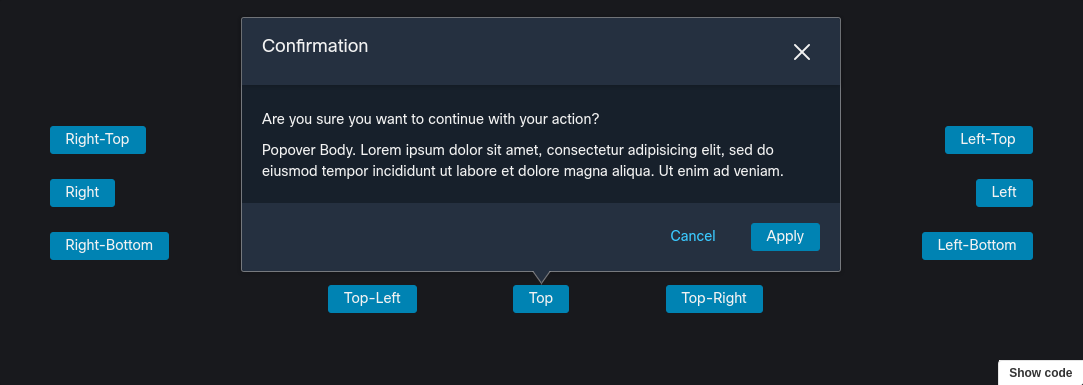 Confirmation
Are you sure you want to continue with your action?
Popover Body. Lorem ipsum dolor sit amet, consectetur adipisicing elit, sed do
eiusmod tempor incididunt ut labore et dolore magna aliqua. Ut enim ad veniam.
Cancel
Apply
Right-Top
Left-Top
Right
Left
Right-Bottom
Left-Bottom
Top-Left
Top
Top-Right
Show code